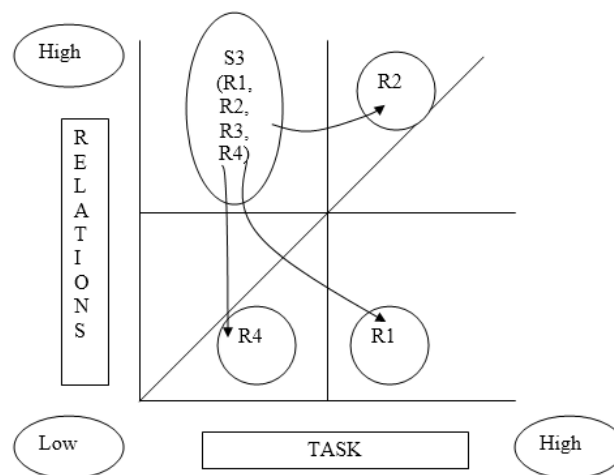 High
S3
(R1,
R2,
R3,
R4)
R2
R
E
L
A
T
I
O
N
S
R4
R1
Low
TASK
High